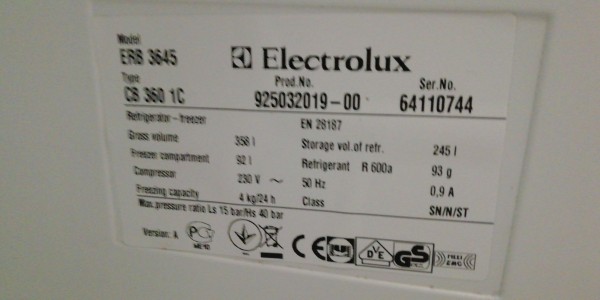 Model
ERB 3645
Electrolux
Type
Prod.No.
Ser.No.
CB 360 1C
925032019-00
64110744
Refrigerator - freezer
EN 28187
Gross volume 358 l
Storage vol.of refr. 245 l
Freezer compartment 92 l
Refrigerant R 600a 93 g
Compressor 230 V ~
50 Hz 0,9 A
Freezing capacity 4 kg/24 h
Class SN/N/ST
Max.pressure ratio Ls 15 bar/Hs 40 bar
Version: A
CE
DVE
GS